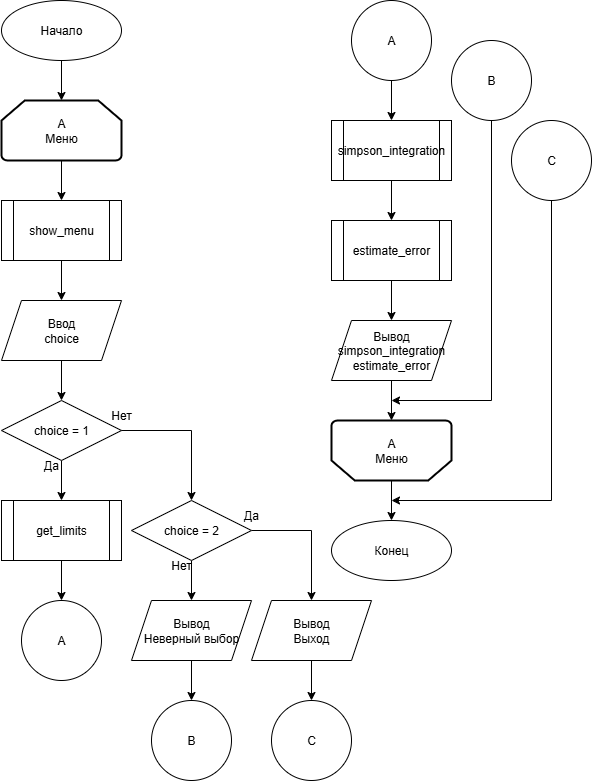 Начало
А
Меню
show_menu
Ввод
choice
choice = 1
Нет
Да
get_limits
А
choice = 2
Да
Нет
Вывод
Неверный выбор
Вывод
Выход
B
C
А
B
C
simpson_integration
estimate_error
Вывод
simpson_integration
estimate_error
А
Меню
Конец